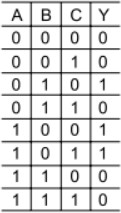 A B C Y
0 0 0 0
0 0 1 0
0 1 0 1
0 1 1 0
1 0 0 1
1 0 1 1
1 1 0 0
1 1 1 0